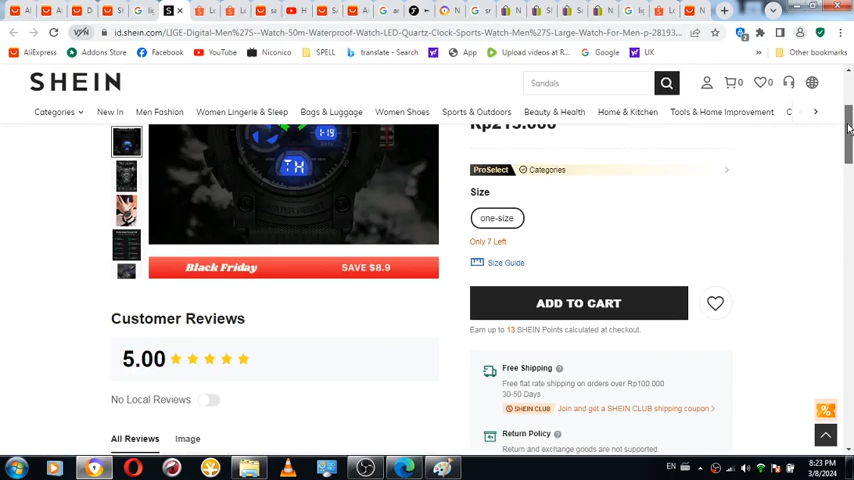 id.shein.com/LIGE-Digital-Men%27S--Watch-50m-Waterproof-Watch-LED-Quartz-Clock-Sports-Watch-Men%27S-Large-Watch-For-Men-p-28193...
AliExpress
Addons Store
Facebook
YouTube
Niconico
SPELL
translate - Search
App
Upload videos at r...
Google
UK
»
Other bookmarks
SHEIN
Sandals
0
0
Categories
New In
Men Fashion
Women Lingerie & Sleep
Bags & Luggage
Women Shoes
Sports & Outdoors
Beauty & Health
Home & Kitchen
Tools & Home Improvement
1-19
TH
ProSelect
Categories
Size
one-size
Only 7 Left
Size Guide
Black Friday
SAVE $8.9
ADD TO CART
Earn up to 13 SHEIN Points calculated at checkout.
Customer Reviews
5.00
No Local Reviews
All Reviews
Image
Free Shipping
Free flat rate shipping on orders over Rp100.000
30-50 Days
SHEIN CLUB
Join and get a SHEIN CLUB shipping coupon
Return Policy
Return and exchange goods are not supported.
EN
8:23 PM
3/8/2024